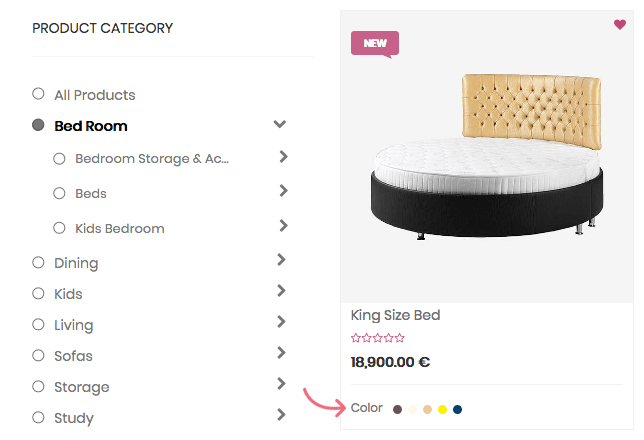 PRODUCT CATEGORY
All Products
Bed Room
Bedroom Storage & Ac...
Beds
Kids Bedroom
Dining
Kids
Living
Sofas
Storage
Study
NEW
King Size Bed
18,900.00 €
Color